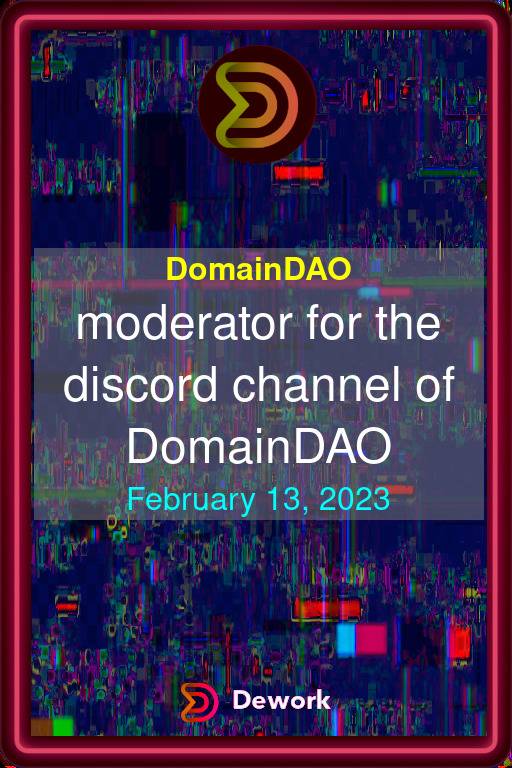 DomainDAO
moderator for the
discord channel of
DomainDAO
February 13, 2023
Dework